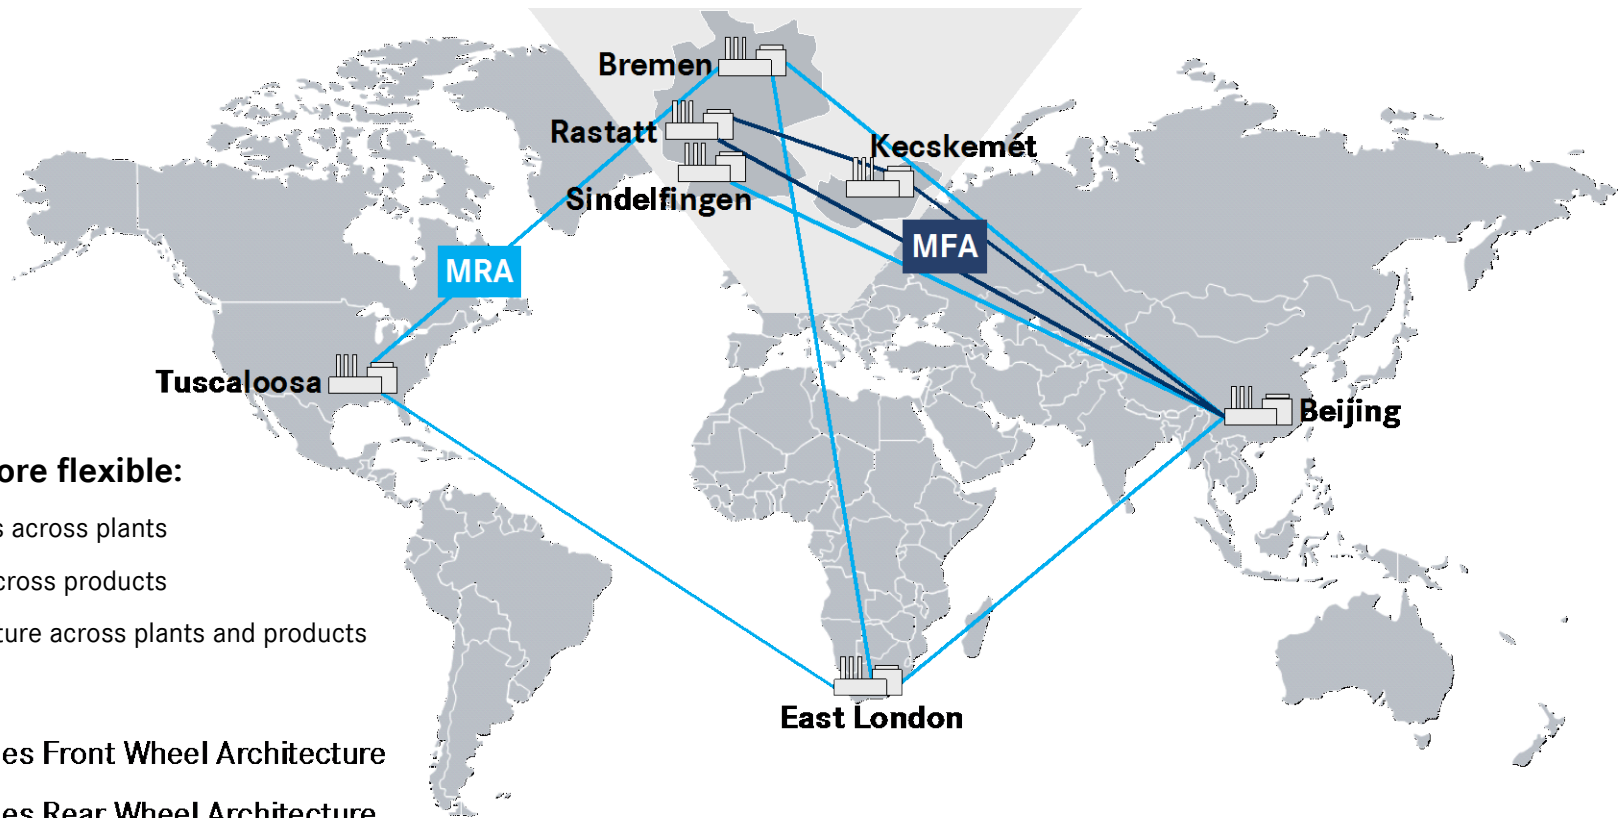 Bremen
Rastatt
Kecskemét
Sindelfingen
MFA
MRA
Tuscaloosa
Beijing
ore flexible:
s across plants
cross products
ture across plants and products
East London
es Front Wheel Architecture
es Rear Wheel Architecture